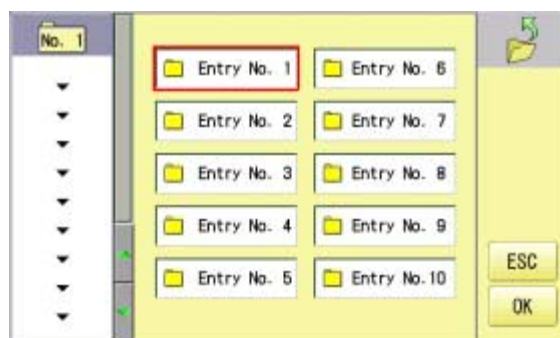 No. 1
Entry No. 1
Entry No. 2
Entry No. 3
Entry No. 4
Entry No. 5
Entry No. 6
Entry No. 7
Entry No. 8
Entry No. 9
Entry No.10
ESC
OK